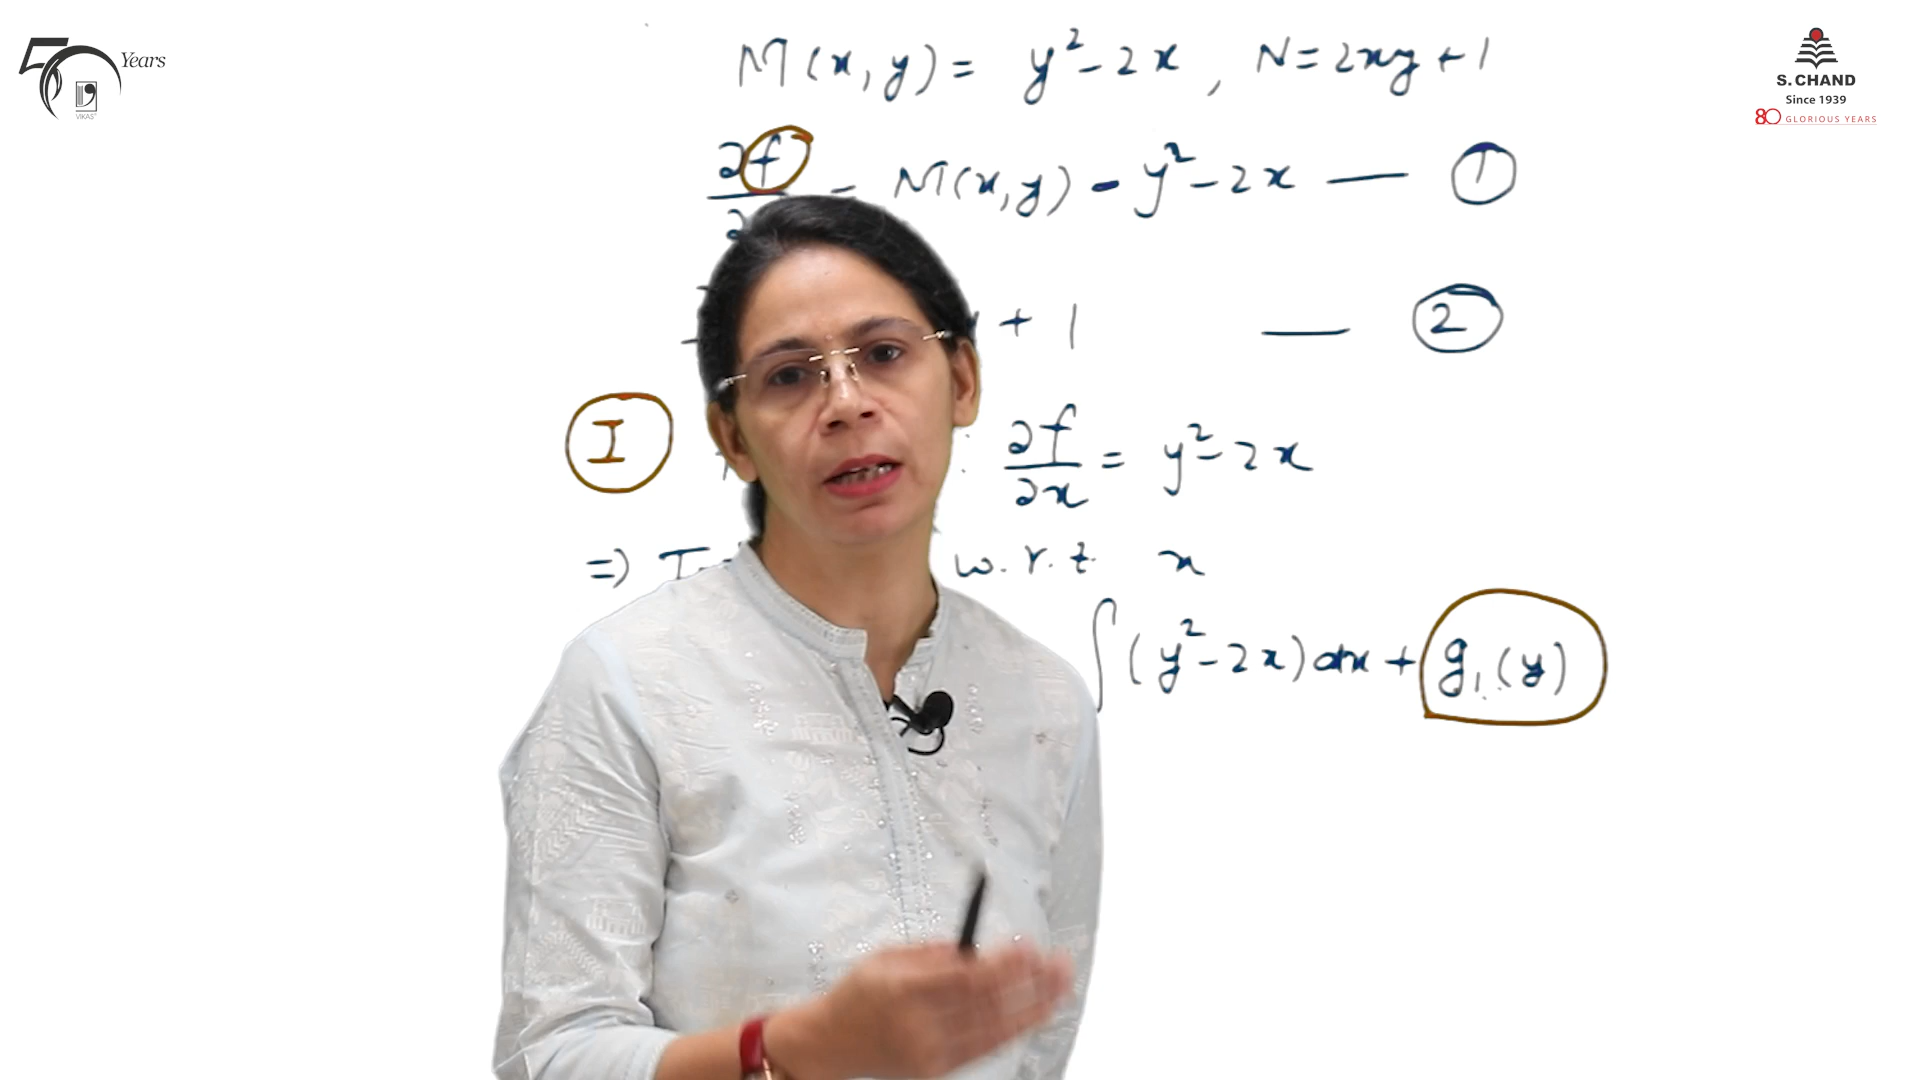 50 Years
VIKAS®
S. CHAND
Since 1939
80 GLORIOUS YEARS
M(x, y) = y² - 2x , N = 2xy + 1
∂f = M(x, y) - y² - 2x — ①
+ 1 — ②
I ∂f/∂x = y² - 2x
=) w.r.t. x
∫ (y² - 2x) dx + g₁(y)